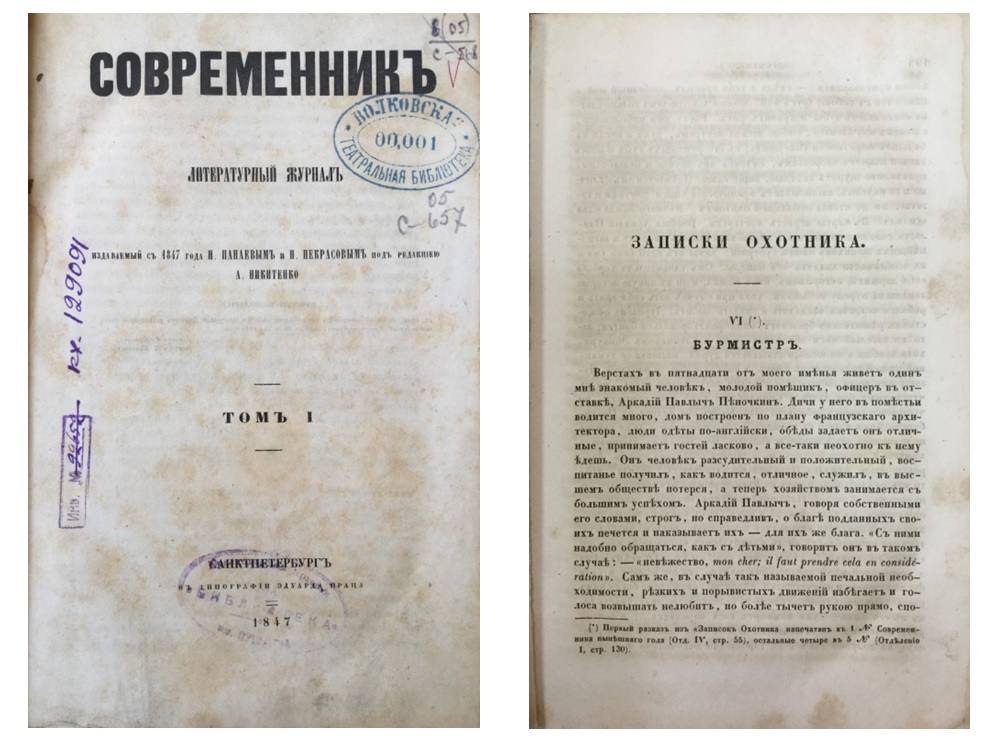 в(05)
С-568
СОВРЕМЕННИКЪ
ВОЛКОВСКАЯ
00,001
ТЕАТРАЛЬНАЯ БИБЛІОТЕКА
ЛИТЕРАТУРНЫЙ ЖУРНАЛЪ
05
С-657
ИЗДАВАЕМЫЙ СЪ 1847 ГОДА И. ПАНАЕВЫМЪ И Н. НЕКРАСОВЫМЪ ПОДЪ РЕДАКЦІЕЮ
А. НИКИТЕНКО
кх. 129091
ТОМЪ I
Инв. №
САНКТПЕТЕРБУРГЪ
ВЪ ТИПОГРАФІИ ЭДУАРДА ПРАЦА
1847
ЗАПИСКИ ОХОТНИКА.
VI (*).
БУРМИСТРЪ.
Верстахъ въ пятнадцати отъ моего имѣнья живетъ одинъ
мнѣ знакомый человѣкъ, молодой помѣщикъ, офицеръ въ от-
ставкѣ, Аркадій Павлычъ Пѣночкинъ. Дичи у него въ помѣстьи
водится много, домъ построенъ по плану французскаго архи-
тектора, люди одѣты по-англійски, обѣды задаетъ онъ отлич-
ные, принимаетъ гостей ласково, а все-таки неохотно къ нему
ѣдешь. Онъ человѣкъ разсудительный и положительный, вос-
питанье получилъ, какъ водится, отличное, служилъ, въ выс-
шемъ обществѣ потерся, а теперь хозяйствомъ занимается съ
большимъ успѣхомъ. Аркадій Павлычъ, говоря собственными
его словами, строгъ, но справедливъ, о благѣ подданныхъ сво-
ихъ печется и наказываетъ ихъ — для ихъ же блага. «Съ ними
надобно обращаться, какъ съ дѣтьми», говоритъ онъ въ такомъ
случаѣ: — «невѣжество, mon cher; il faut prendre cela en considé-
ration». Самъ же, въ случаѣ такъ называемой печальной необ-
ходимости, рѣзкихъ и порывистыхъ движеній избѣгаетъ и го-
лоса возвышать нелюбитъ, но болѣе тычетъ рукою прямо, спо-
(*) Первый разказъ изъ «Записокъ Охотника напечатанъ въ 1 № Современ-
ника нынѣшняго года (Отд. IV, стр. 55), остальные четыре въ 5 № (Отдѣленіе
I, стр. 130).